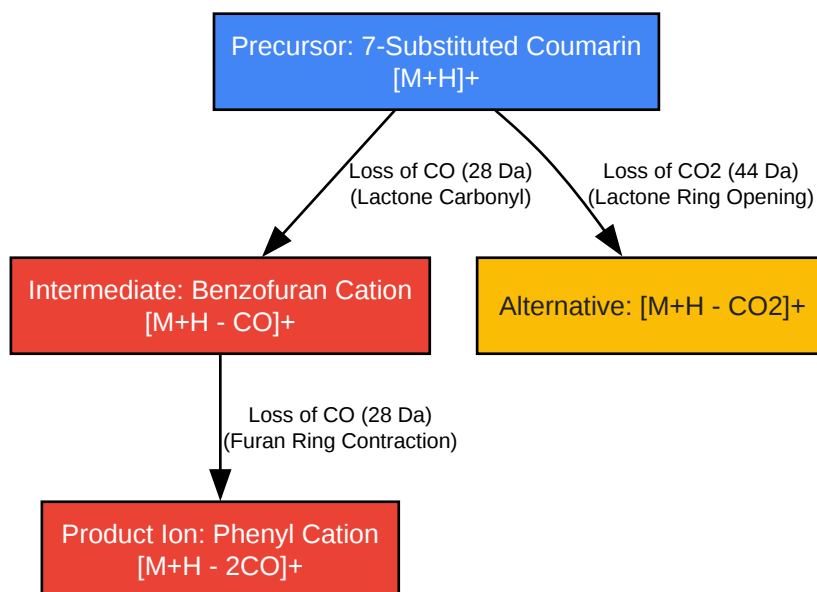 Precursor: 7-Substituted Coumarin
[M+H]+
Loss of CO (28 Da)
(Lactone Carbonyl)
Loss of CO2 (44 Da)
(Lactone Ring Opening)
Intermediate: Benzofuran Cation
[M+H - CO]+
Alternative: [M+H - CO2]+
Loss of CO (28 Da)
(Furan Ring Contraction)
Product Ion: Phenyl Cation
[M+H - 2CO]+